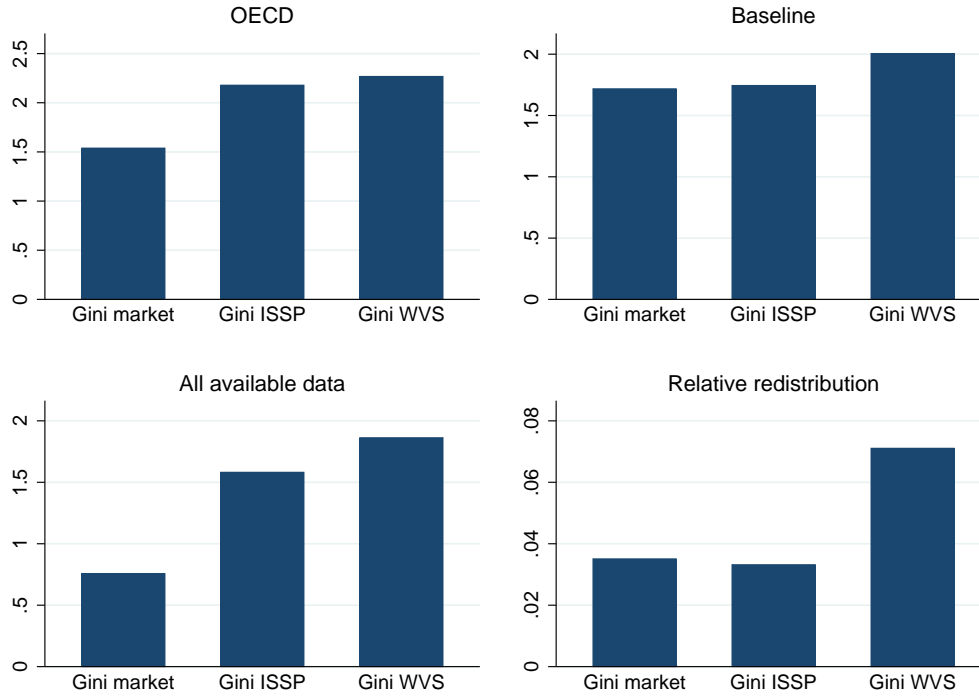 OECD
2.5
2
1.5
1
.5
0
Gini market Gini ISSP Gini WVS
Baseline
2
1.5
1
.5
0
Gini market Gini ISSP Gini WVS
All available data
2
1.5
1
.5
0
Gini market Gini ISSP Gini WVS
Relative redistribution
.08
.06
.04
.02
0
Gini market Gini ISSP Gini WVS